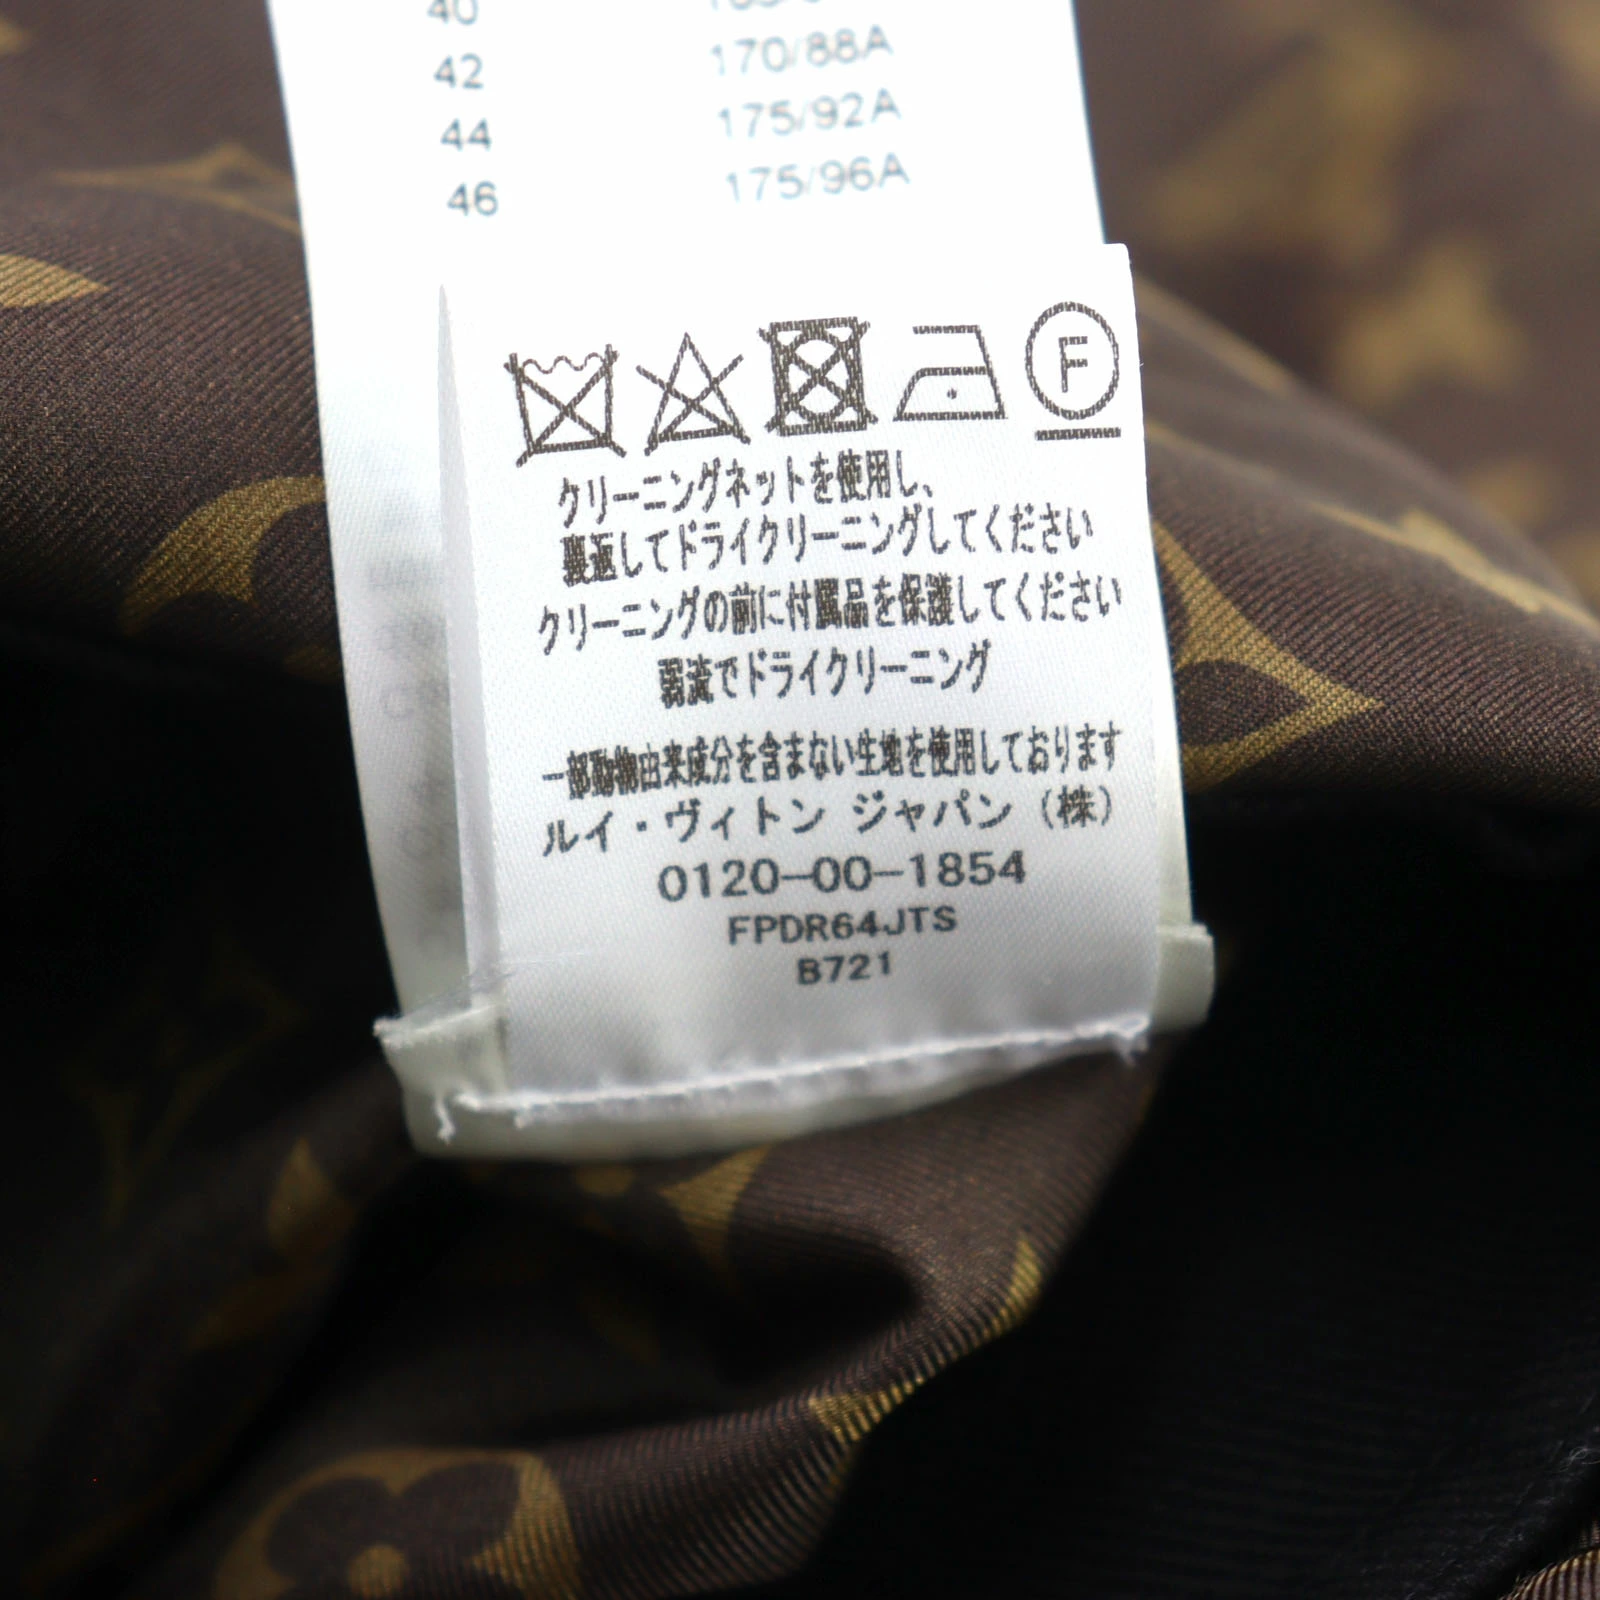 40
42 170/88A
44 175/92A
46 175/96A
F
クリーニングネットを使用し、
裏返してドライクリーニングしてください
クリーニングの前に付属品を保護してください
弱流でドライクリーニング
一部動物由来成分を含まない生地を使用しております
ルイ・ヴィトン ジャパン（株）
0120-00-1854
FPDR64JTS
B721